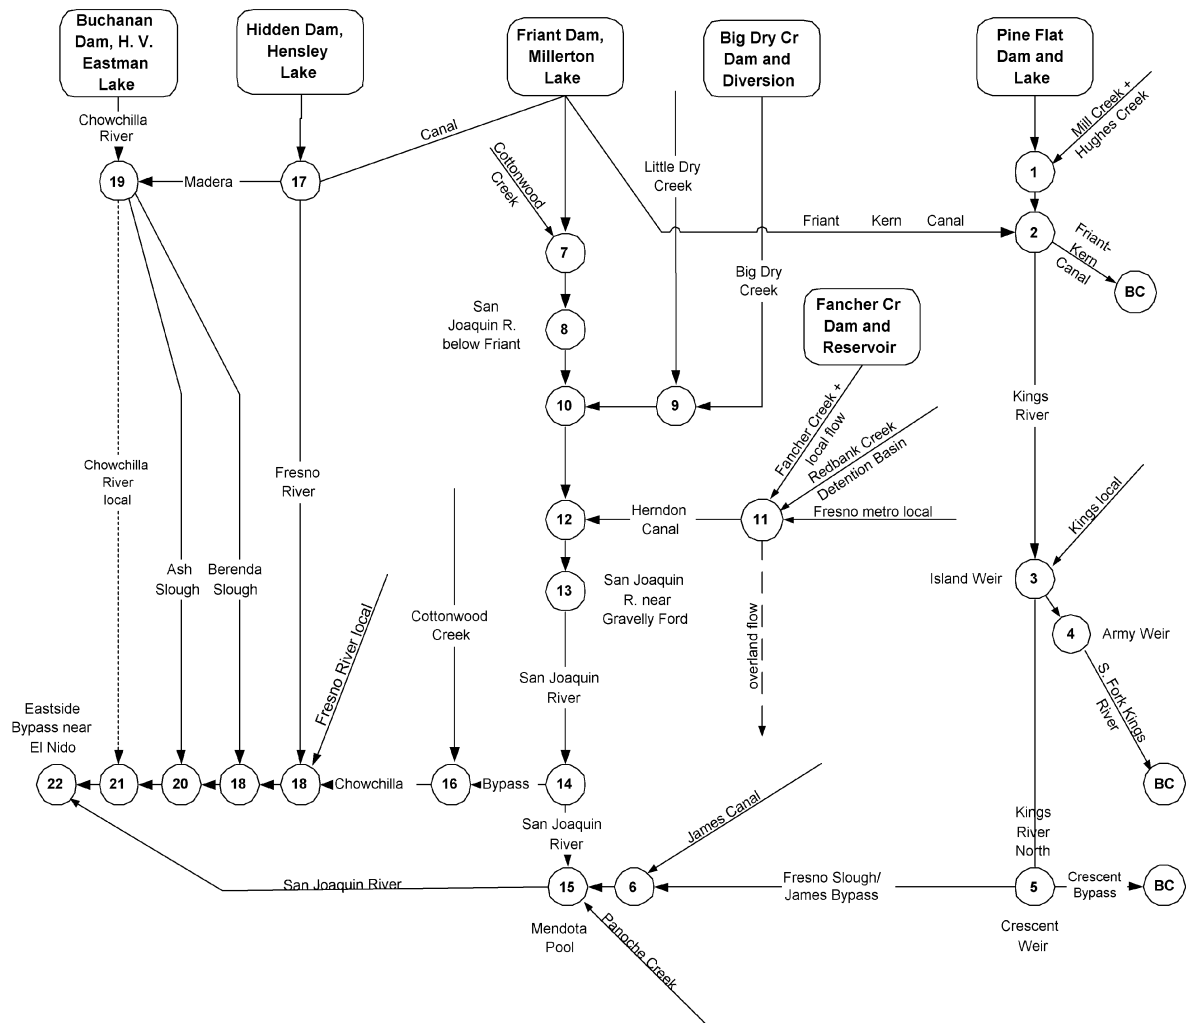 Buchanan
Dam, H. V.
Eastman
Lake
Hidden Dam,
Hensley
Lake
Friant Dam,
Millerton
Lake
Big Dry Cr
Dam and
Diversion
Pine Flat
Dam and
Lake
Chowchilla
River
Canal
Mill Creek +
Hughes Creek
Cottonwood
Creek
Little Dry
Creek
19
Madera
17
1
Friant Kern Canal
2
7
Friant-
Kern
Canal
BC
Big Dry
Creek
San
Joaquin R.
below Friant
8
Fancher Cr
Dam and
Reservoir
10
9
Kings
River
Fancher Creek +
local flow
Redbank Creek
Detention Basin
Chowchilla
River
local
Fresno
River
12
Herndon
Canal
11
Fresno metro local
Kings local
Ash
Slough
Berenda
Slough
13
San Joaquin
R. near
Gravelly Ford
Island Weir
3
Cottonwood
Creek
overland flow
4
Army Weir
Fresno River local
San Joaquin
River
S. Fork Kings
River
Eastside
Bypass near
El Nido
22
21
20
18
18
Chowchilla
16
Bypass
14
BC
San Joaquin
River
James Canal
Kings
River
North
San Joaquin River
15
6
Fresno Slough/
James Bypass
5
Crescent
Bypass
BC
Mendota
Pool
Panoche Creek
Crescent
Weir